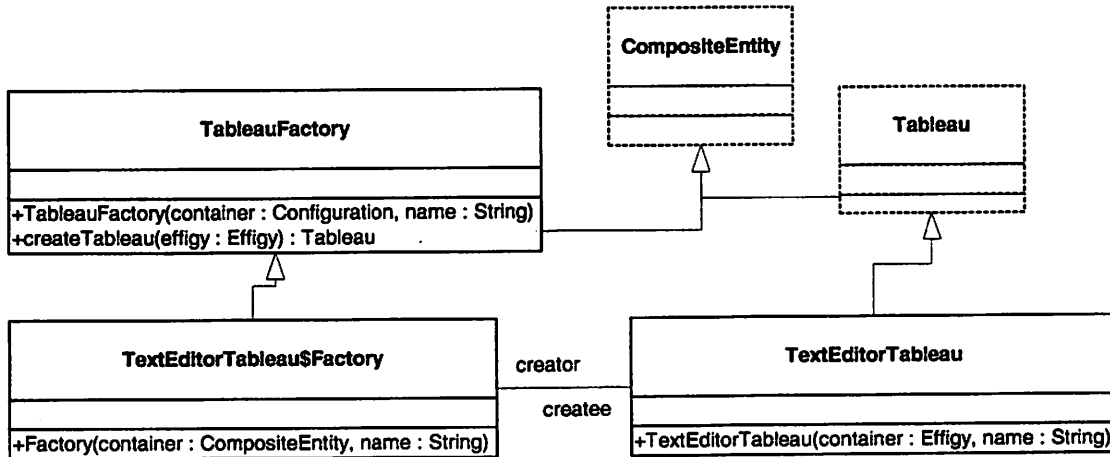 CompositeEntity
TableauFactory
Tableau
+TableauFactory(container : Configuration, name : String)
+createTableau(effigy : Effigy) : Tableau
TextEditorTableau$Factory
TextEditorTableau
creator
createe
+Factory(container : CompositeEntity, name : String)
+TextEditorTableau(container : Effigy, name : String)